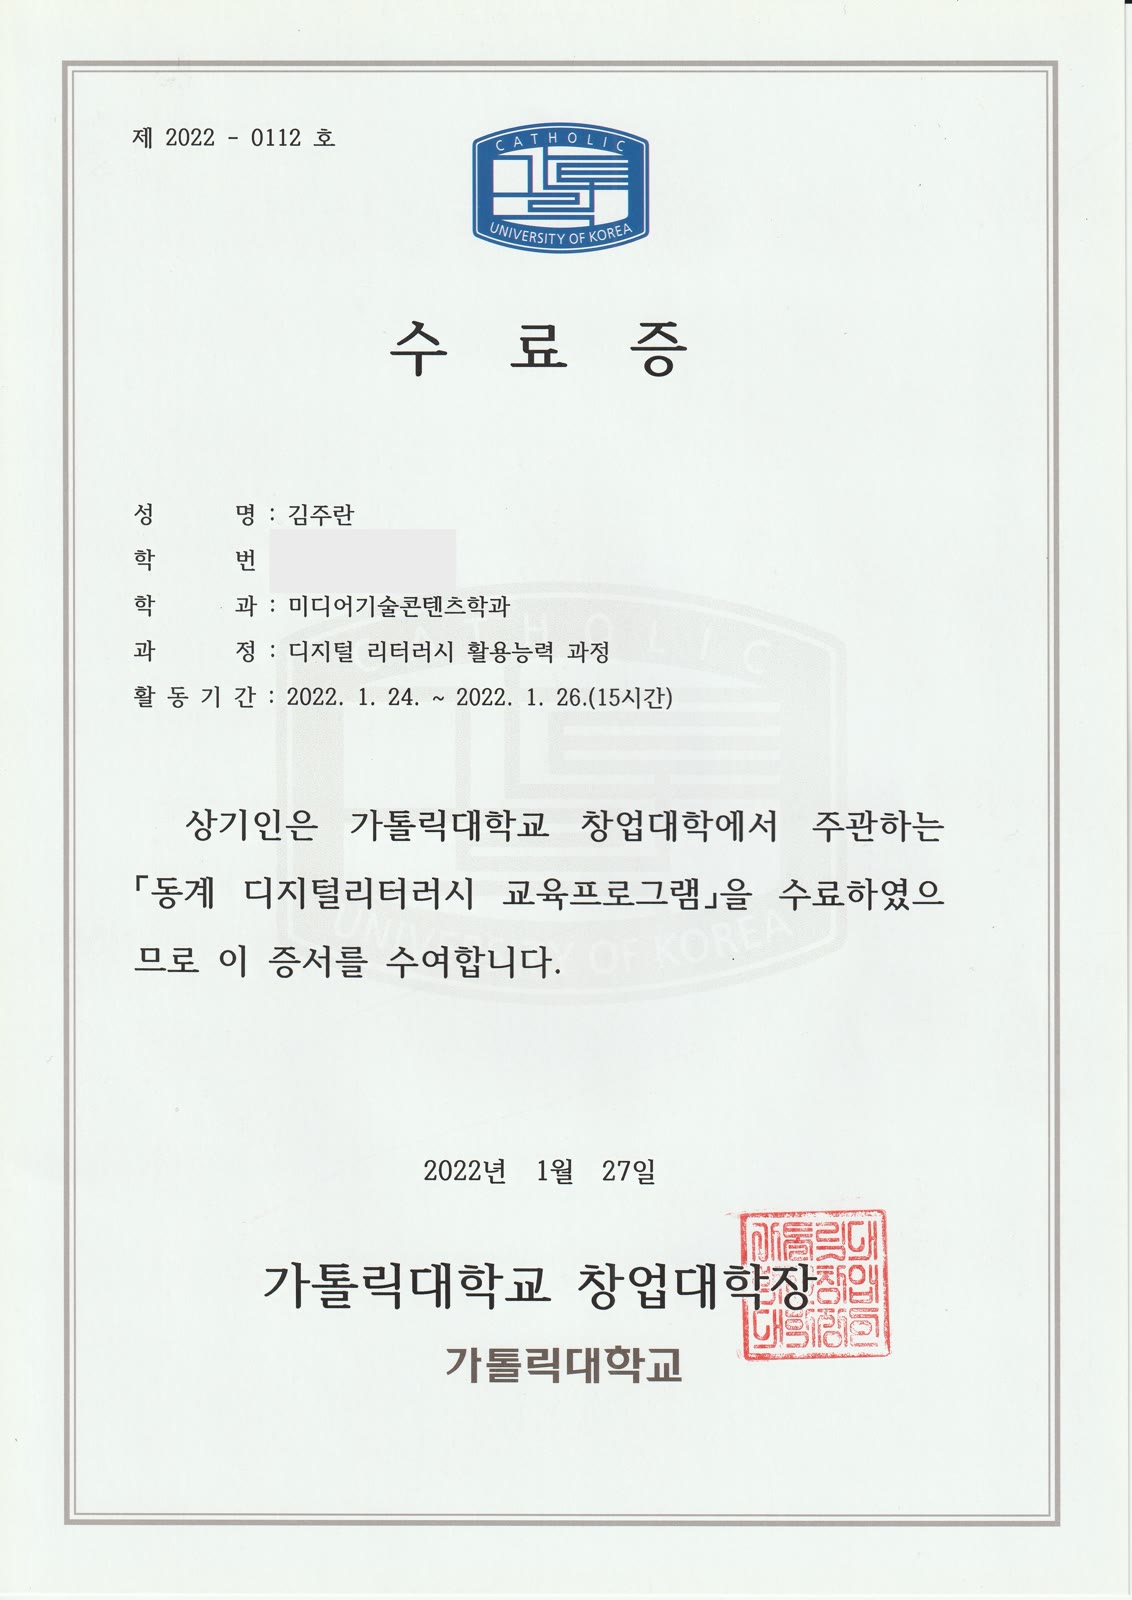 제 2022 - 0112 호
CATHOLIC
UNIVERSITY OF KOREA
수 료 증
성 명 : 김주란
학 번
학 과 : 미디어기술콘텐츠학과
과 정 : 디지털 리터러시 활용능력 과정
활 동 기 간 : 2022. 1. 24. ~ 2022. 1. 26.(15시간)
CATHOLIC
상기인은 가톨릭대학교 창업대학에서 주관하는
「동계 디지털리터러시 교육프로그램」을 수료하였으
UNIVERSITY OF KOREA
므로 이 증서를 수여합니다.
2022년 1월 27일
가톨릭대학교 창업대학장
가톨릭대학교